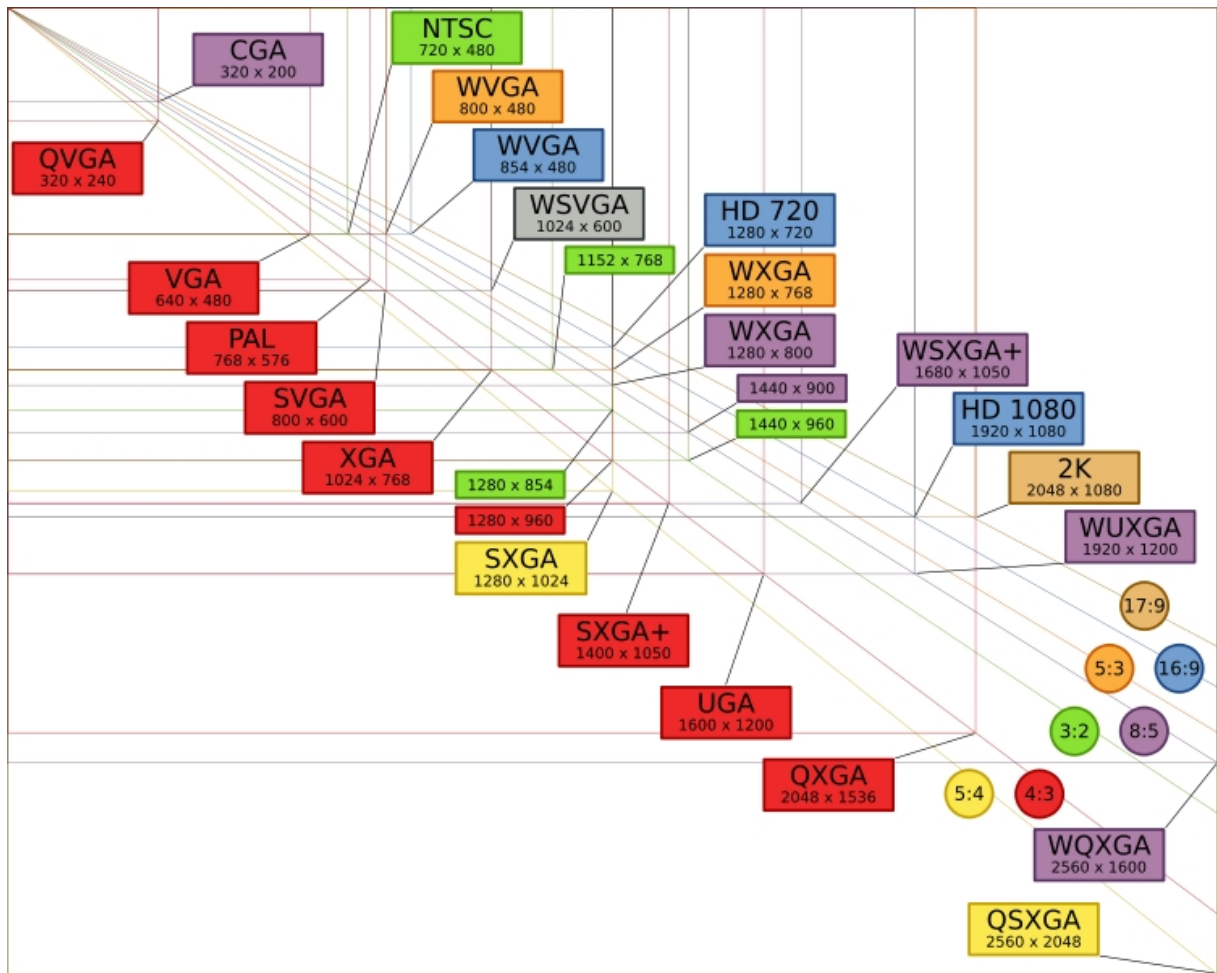 NTSC
720 x 480
CGA
320 x 200
WVGA
800 x 480
WVGA
854 x 480
QVGA
320 x 240
WSVGA
1024 x 600
HD 720
1280 x 720
1152 x 768
WXGA
1280 x 768
VGA
640 x 480
WXGA
1280 x 800
PAL
768 x 576
WSXGA+
1680 x 1050
1440 x 900
SVGA
800 x 600
HD 1080
1920 x 1080
1440 x 960
XGA
1024 x 768
2K
2048 x 1080
1280 x 854
1280 x 960
WUXGA
1920 x 1200
SXGA
1280 x 1024
17:9
SXGA+
1400 x 1050
5:3
16:9
UGA
1600 x 1200
3:2
8:5
QXGA
2048 x 1536
5:4
4:3
WQXGA
2560 x 1600
QSXGA
2560 x 2048